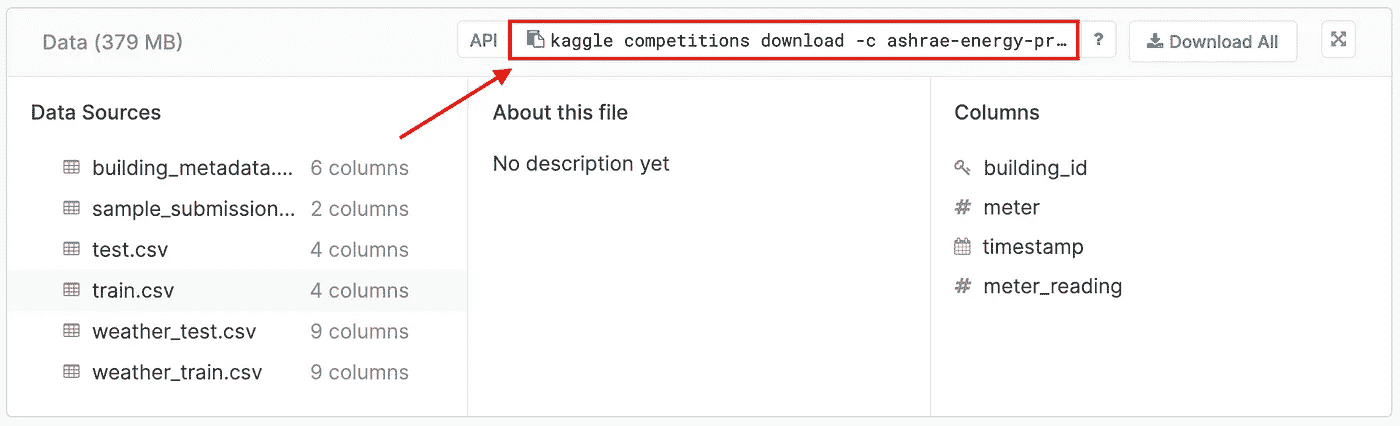 Data (379 MB)
API
kaggle competitions download -c ashrae-energy-pr…
?
Download All
Data Sources
building_metadata....
6 columns
sample_submission...
2 columns
test.csv
4 columns
train.csv
4 columns
weather_test.csv
9 columns
weather_train.csv
9 columns
About this file
No description yet
Columns
building_id
# meter
timestamp
# meter_reading